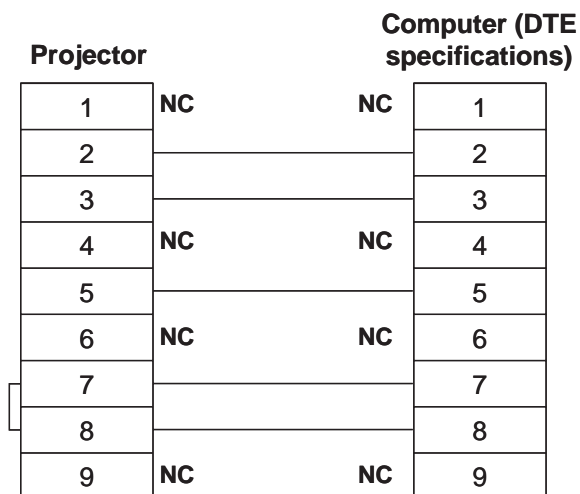 Computer (DTE
specifications)
Projector
1 NC NC 1
2 2
3 3
4 NC NC 4
5 5
6 NC NC 6
7 7
8 8
9 NC NC 9